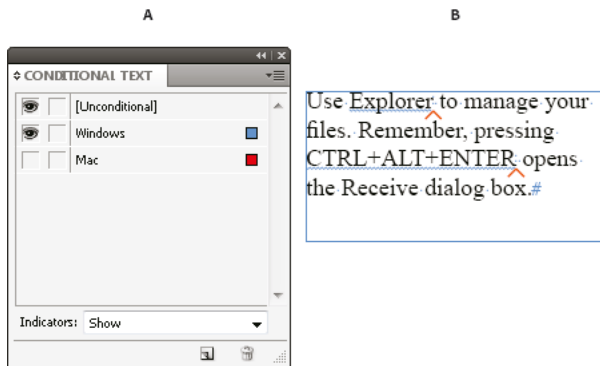 A
B
CONDITIONAL TEXT
[Unconditional]
Windows
Mac
Indicators: Show
Use Explorer to manage your
files. Remember, pressing
CTRL+ALT+ENTER opens
the Receive dialog box.#